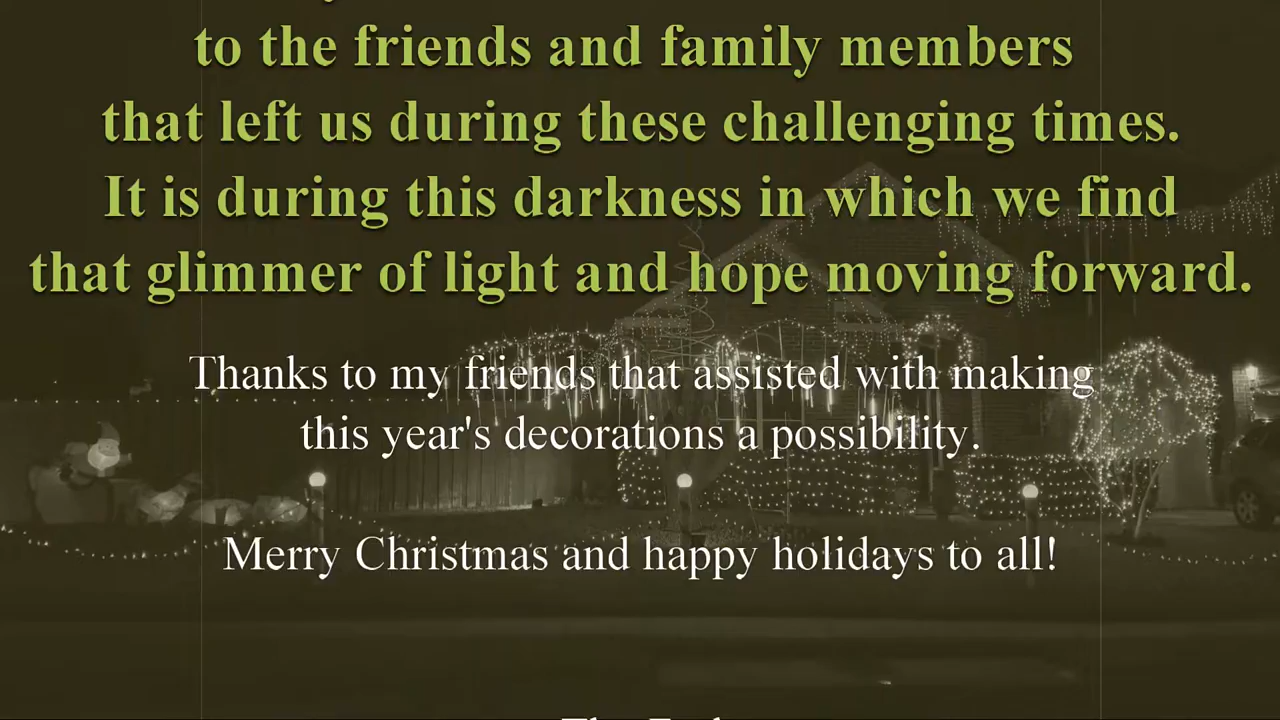 to the friends and family members
that left us during these challenging times.
It is during this darkness in which we find
that glimmer of light and hope moving forward.
Thanks to my friends that assisted with making
this year's decorations a possibility.
Merry Christmas and happy holidays to all!